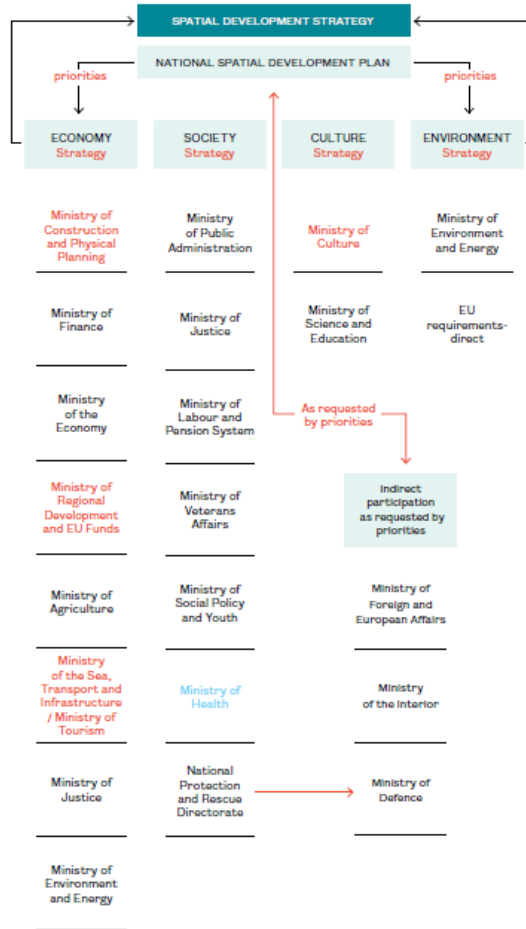 SPATIAL DEVELOPMENT STRATEGY
NATIONAL SPATIAL DEVELOPMENT PLAN
priorities
priorities
ECONOMY
Strategy
SOCIETY
Strategy
CULTURE
Strategy
ENVIRONMENT
Strategy
Ministry of
Construction
and Physical
Planning
Ministry of
Finance
Ministry
of the
Economy
Ministry of
Regional
Development
and EU Funds
Ministry of
Agriculture
Ministry
of the Sea,
Transport and
Infrastructure
/ Ministry of
Tourism
Ministry of
Justice
Ministry of
Environment
and Energy
Ministry
of Public
Administration
Ministry of
Justice
Ministry of
Labour and
Pension System
Ministry of
Veterans
Affairs
Ministry of
Social Policy
and Youth
Ministry of
Health
National
Protection
and Rescue
Directorate
Ministry of
Culture
Ministry of
Science and
Education
Ministry of
Environment
and Energy
EU
requirements-
direct
As requested
by priorities
Indirect
participation
as requested by
priorities
Ministry of
Foreign and
European Affairs
Ministry
of the Interior
Ministry of
Defence